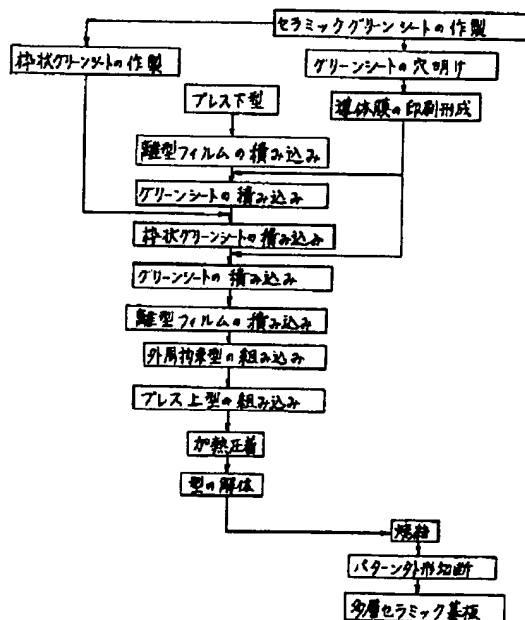 セラミックグリーンシートの作製
枠状グリーンシートの作製
グリーンシートの穴明け
プレス下型
導体膜の印刷形成
離型フィルムの積み込み
グリーンシートの積み込み
枠状グリーンシートの積み込み
グリーンシートの積み込み
離型フィルムの積み込み
外周拘束型の組み込み
プレス上型の組み込み
加熱圧着
型の解体
焼結
パターン外形切断
多層セラミック基板